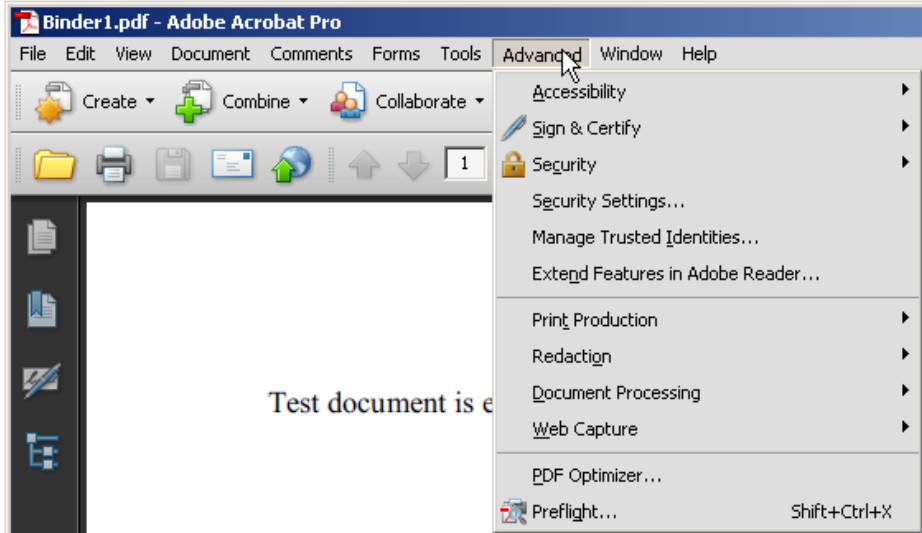 Binder1.pdf - Adobe Acrobat Pro
File Edit View Document Comments Forms Tools Advanced Window Help
Create Combine Collaborate
1
Accessibility
Sign & Certify
Security
Security Settings...
Manage Trusted Identities...
Extend Features in Adobe Reader...
Print Production
Redaction
Document Processing
Web Capture
PDF Optimizer...
Preflight... Shift+Ctrl+X
Test document is e